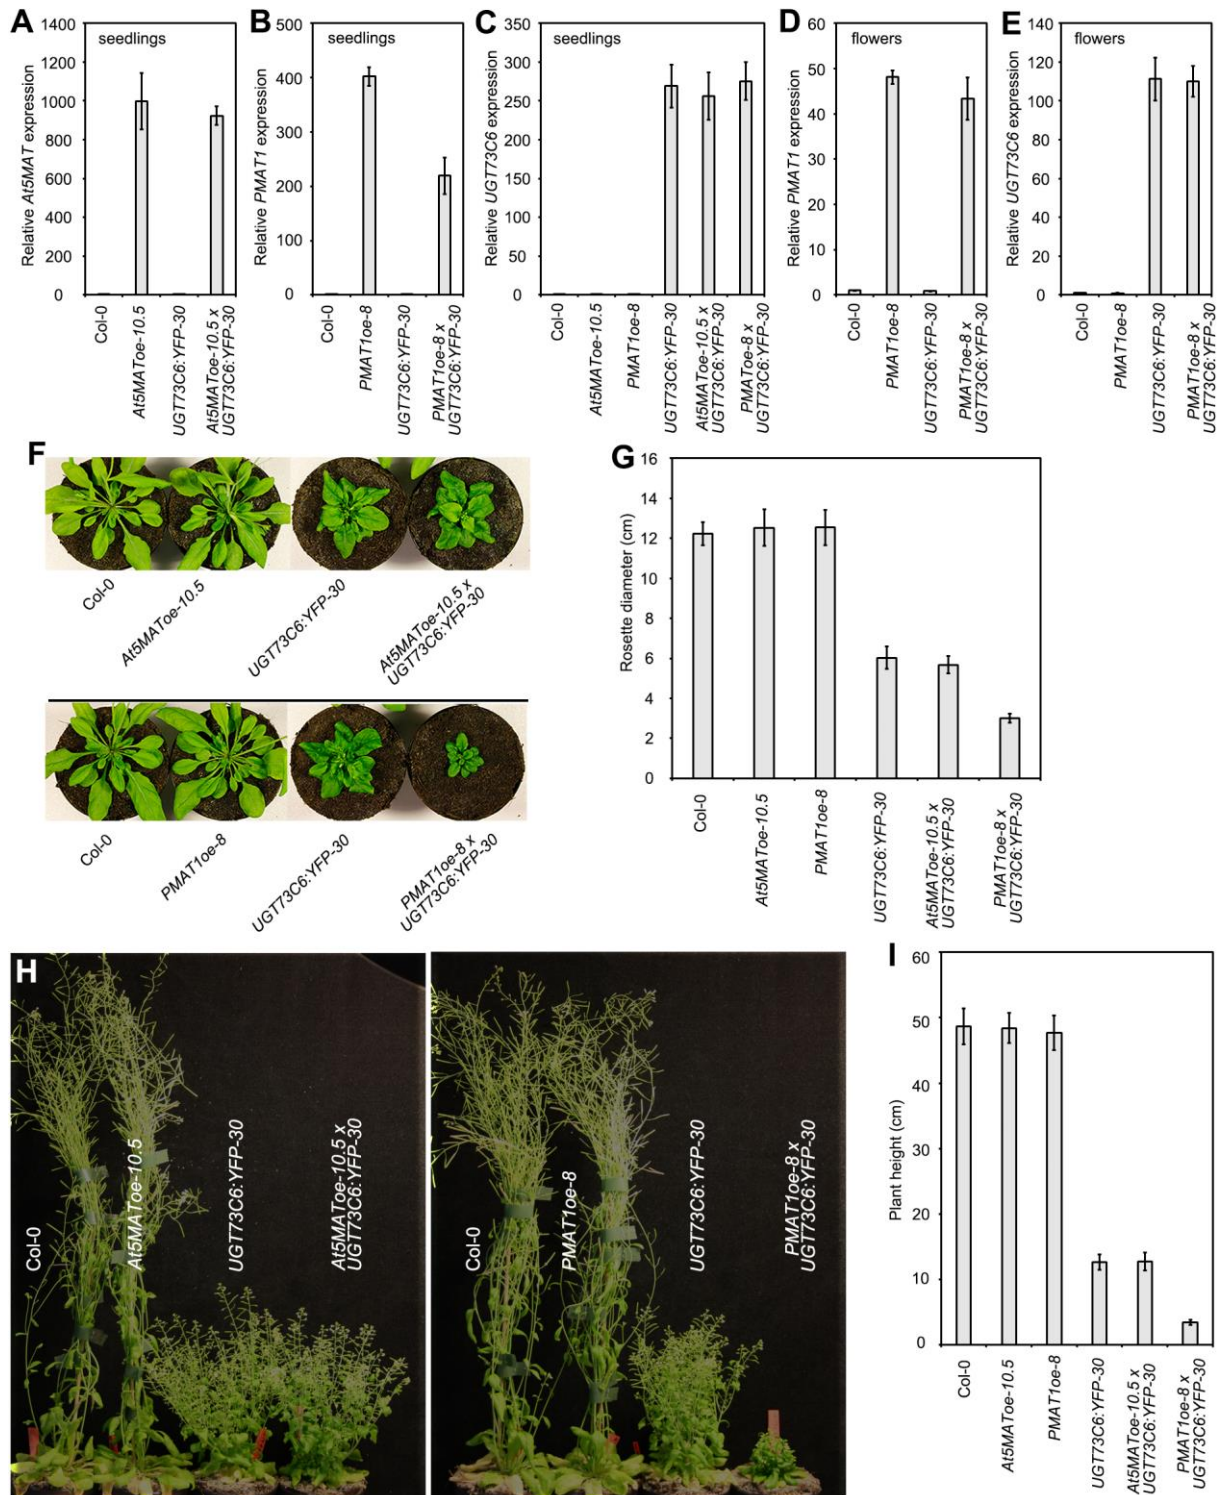 A
1400
1200
1000
800
600
400
200
0
Relative At5MAT expression
seedlings
Col-0
At5MAToe-10.5
UGT73C6:YFP-30
At5MAToe-10.5 x
UGT73C6:YFP-30
B
500
400
300
200
100
0
Relative PMAT1 expression
seedlings
Col-0
PMAT1oe-8
UGT73C6:YFP-30
PMAT1oe-8 x
UGT73C6:YFP-30
C
350
300
250
200
150
100
50
0
Relative UGT73C6 expression
seedlings
Col-0
At5MAToe-10.5
PMAT1oe-8
UGT73C6:YFP-30
At5MAToe-10.5 x
UGT73C6:YFP-30
PMAToe-8 x
UGT73C6:YFP-30
D
60
50
40
30
20
10
0
Relative PMAT1 expression
flowers
Col-0
PMAT1oe-8
UGT73C6:YFP-30
PMAT1oe-8 x
UGT73C6:YFP-30
E
140
120
100
80
60
40
20
0
Relative UGT73C6 expression
flowers
Col-0
PMAT1oe-8
UGT73C6:YFP-30
PMAT1oe-8 x
UGT73C6:YFP-30
F
Col-0
At5MAToe-10.5
UGT73C6:YFP-30
At5MAToe-10.5 x
UGT73C6:YFP-30
Col-0
PMAT1oe-8
UGT73C6:YFP-30
PMAT1oe-8 x
UGT73C6:YFP-30
G
16
14
12
10
8
6
4
2
0
Rosette diameter (cm)
Col-0
At5MAToe-10.5
PMAT1oe-8
UGT73C6:YFP-30
At5MAToe-10.5 x
UGT73C6:YFP-30
PMAT1oe-8 x
UGT73C6:YFP-30
H
Col-0
At5MAToe-10.5
UGT73C6:YFP-30
At5MAToe-10.5 x
UGT73C6:YFP-30
Col-0
PMAT1oe-8
UGT73C6:YFP-30
PMAT1oe-8 x
UGT73C6:YFP-30
I
60
50
40
30
20
10
0
Plant height (cm)
Col-0
At5MAToe-10.5
PMAT1oe-8
UGT73C6:YFP-30
At5MAToe-10.5 x
UGT73C6:YFP-30
PMAT1oe-8 x
UGT73C6:YFP-30